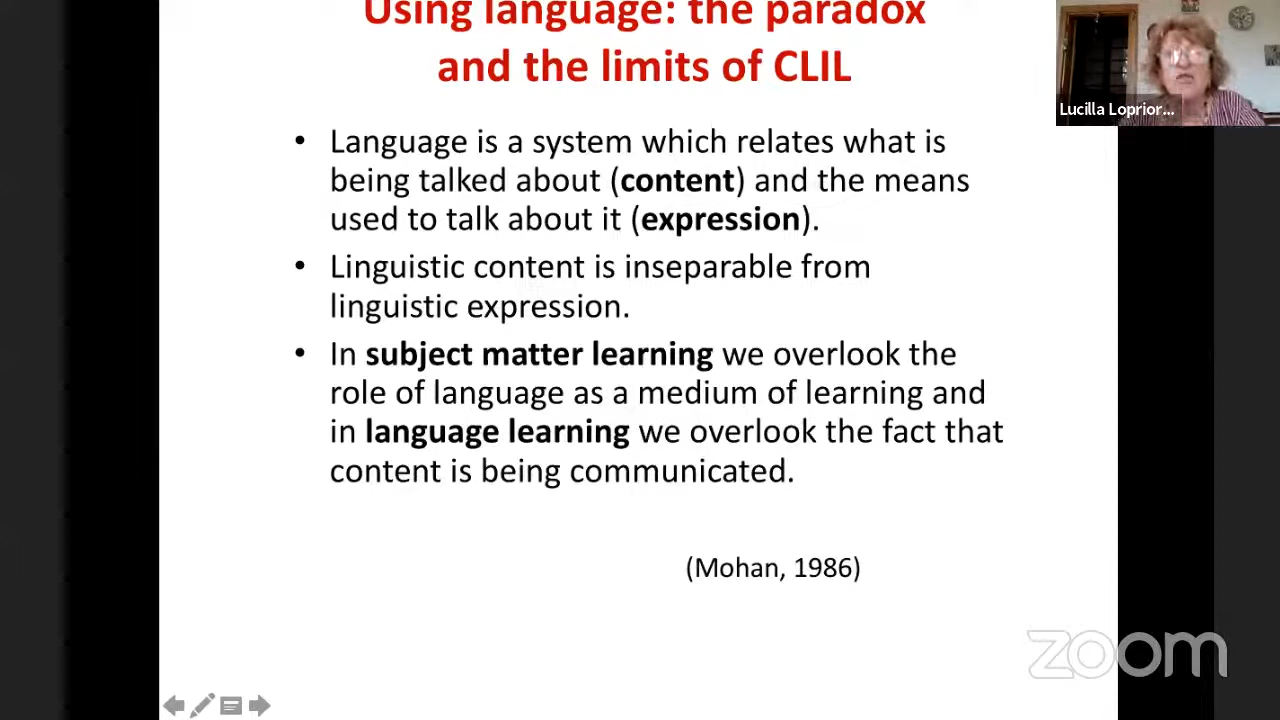 Using language: the paradox
and the limits of CLIL
Lucilla Loprior...
• Language is a system which relates what is
being talked about (content) and the means
used to talk about it (expression).
• Linguistic content is inseparable from
linguistic expression.
• In subject matter learning we overlook the
role of language as a medium of learning and
in language learning we overlook the fact that
content is being communicated.
(Mohan, 1986)
zoom